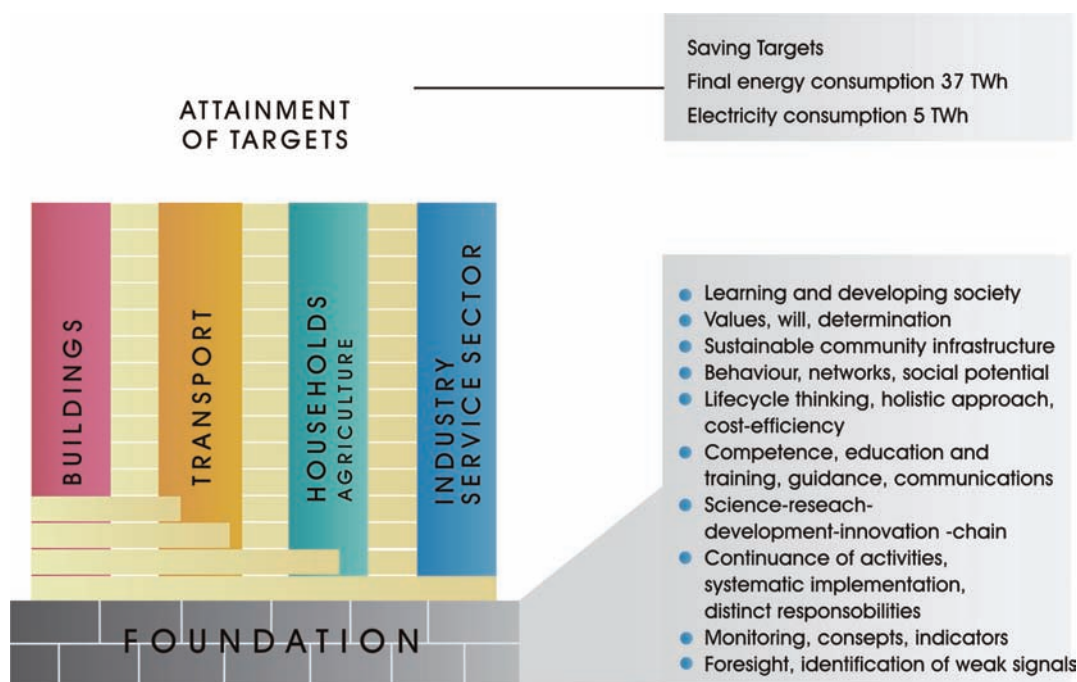 Saving Targets
Final energy consumption 37 TWh
Electricity consumption 5 TWh
ATTAINMENT
OF TARGETS
BUILDINGS
TRANSPORT
HOUSEHOLDS
AGRICULTURE
INDUSTRY
SERVICE SECTOR
Learning and developing society
Values, will, determination
Sustainable community infrastructure
Behaviour, networks, social potential
Lifecycle thinking, holistic approach,
cost-efficiency
Competence, education and
training, guidance, communications
Science-reseach-
development-innovation -chain
Continuance of activities,
systematic implementation,
distinct responsobilities
Monitoring, consepts, indicators
Foresight, identification of weak signals
FOUNDATION